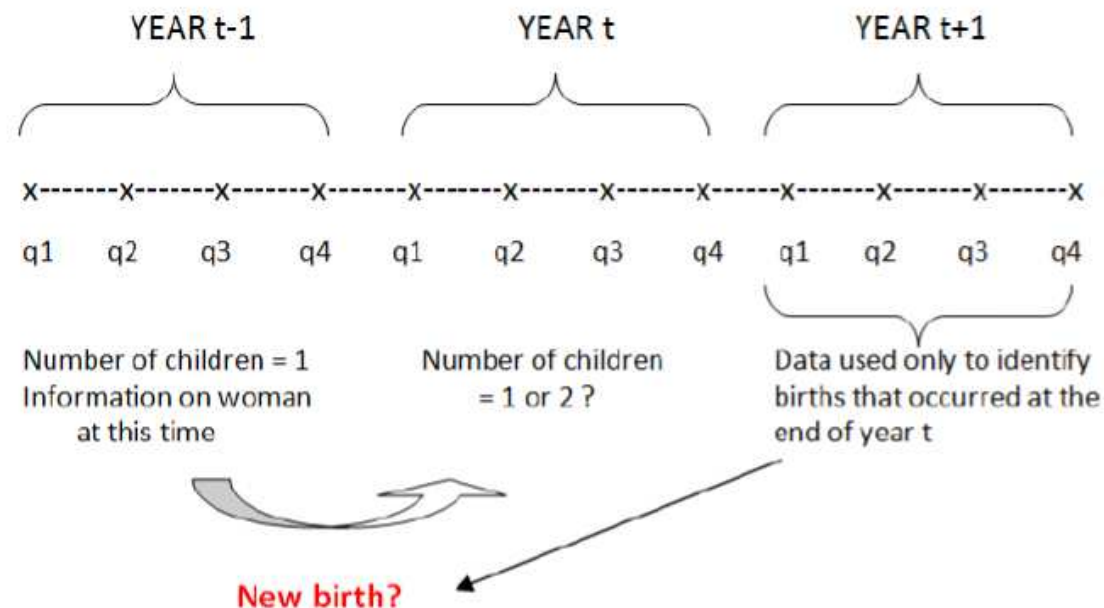 YEAR t-1 YEAR t YEAR t+1
x-------x-------x-------x-------x-------x-------x-------x-------x-------x-------x-------x
q1 q2 q3 q4 q1 q2 q3 q4 q1 q2 q3 q4
Number of children = 1
Information on woman
at this time
Number of children
= 1 or 2 ?
Data used only to identify
births that occurred at the
end of year t
New birth?